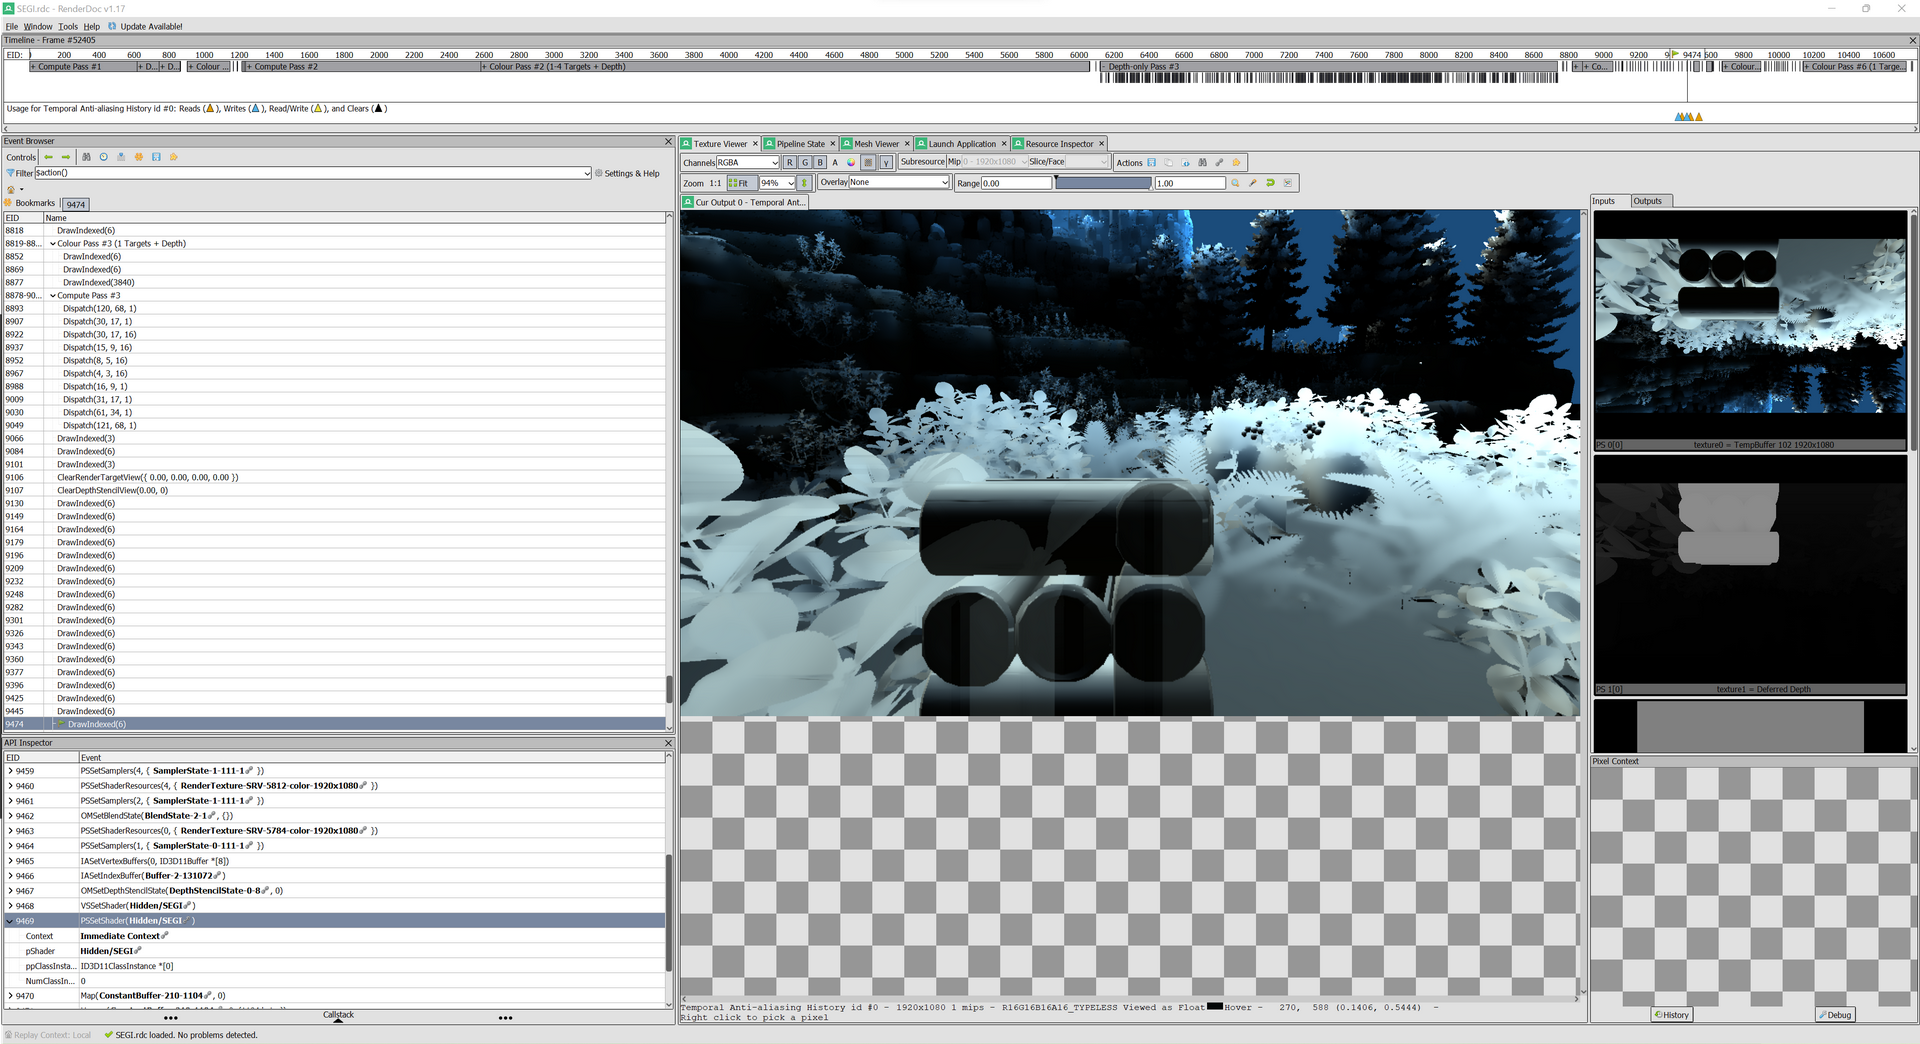 SEGI.rdc - RenderDoc v1.17
File Window Tools Help Update Available!
Timeline - Frame #52405
EID: 200 400 600 800 1000 1200 1400 1600 1800 2000 2200 2400 2600 2800 3000 3200 3400 3600 3800 4000 4200 4400 4600 4800 5000 5200 5400 5600 5800 6000 6200 6400 6600 6800 7000 7200 7400 7600 7800 8000 8200 8400 8600 8800 9000 9200 9474 9800 10000 10200 10400 10600
+ Compute Pass #1 + D... + D... + Colour ... + Compute Pass #2 + Colour Pass #2 (1-4 Targets + Depth) - Depth-only Pass #3 + + Co... + Colour... + Colour Pass #6 (1 Targe...
Usage for Temporal Anti-aliasing History id #0: Reads ( ), Writes ( ), Read/Write ( ), and Clears ( )
Event Browser
Controls
Filter $action() Settings & Help
Bookmarks 9474
EID Name
8818 DrawIndexed(6)
8819-88... Colour Pass #3 (1 Targets + Depth)
8852 DrawIndexed(6)
8869 DrawIndexed(6)
8877 DrawIndexed(3840)
8878-90... Compute Pass #3
8893 Dispatch(120, 68, 1)
8907 Dispatch(30, 17, 1)
8922 Dispatch(30, 17, 16)
8937 Dispatch(15, 9, 16)
8952 Dispatch(8, 5, 16)
8967 Dispatch(4, 3, 16)
8988 Dispatch(16, 9, 1)
9009 Dispatch(31, 17, 1)
9030 Dispatch(61, 34, 1)
9049 Dispatch(121, 68, 1)
9066 DrawIndexed(3)
9084 DrawIndexed(6)
9101 DrawIndexed(3)
9106 ClearRenderTargetView({ 0.00, 0.00, 0.00, 0.00 })
9107 ClearDepthStencilView(0.00, 0)
9130 DrawIndexed(6)
9149 DrawIndexed(6)
9164 DrawIndexed(6)
9179 DrawIndexed(6)
9196 DrawIndexed(6)
9209 DrawIndexed(6)
9232 DrawIndexed(6)
9248 DrawIndexed(6)
9282 DrawIndexed(6)
9301 DrawIndexed(6)
9326 DrawIndexed(6)
9343 DrawIndexed(6)
9360 DrawIndexed(6)
9377 DrawIndexed(6)
9396 DrawIndexed(6)
9425 DrawIndexed(6)
9445 DrawIndexed(6)
9474 DrawIndexed(6)
API Inspector
EID Event
9459 PSSetSamplers(4, { SamplerState-1-111-1 })
9460 PSSetShaderResources(4, { RenderTexture-SRV-5812-color-1920x1080 })
9461 PSSetSamplers(2, { SamplerState-1-111-1 })
9462 OMSetBlendState(BlendState-2-1 , {})
9463 PSSetShaderResources(0, { RenderTexture-SRV-5784-color-1920x1080 })
9464 PSSetSamplers(1, { SamplerState-0-111-1 })
9465 IASetVertexBuffers(0, ID3D11Buffer *[8])
9466 IASetIndexBuffer(Buffer-2-131072 )
9467 OMSetDepthStencilState(DepthStencilState-0-8 , 0)
9468 VSSetShader(Hidden/SEGI )
9469 PSSetShader(Hidden/SEGI )
Context Immediate Context
pShader Hidden/SEGI
ppClassInsta... ID3D11ClassInstance *[0]
NumClassIn... 0
9470 Map(ConstantBuffer-210-1104 , 0)
Callstack
Replay Context: Local SEGI.rdc loaded. No problems detected.
Texture Viewer Pipeline State Mesh Viewer Launch Application Resource Inspector
Channels RGBA R G B A γ Subresource Mip 0 - 1920x1080 Slice/Face Actions
Zoom 1:1 Fit 94% Overlay None Range 0.00 1.00
Cur Output 0 - Temporal Ant...
Temporal Anti-aliasing History id #0 - 1920x1080 1 mips - R16G16B16A16_TYPELESS Viewed as Float Hover - 270, 588 (0.1406, 0.5444) -
Right click to pick a pixel
Inputs Outputs
PS 0[0] texture0 = TempBuffer 102 1920x1080
PS 1[0] texture1 = Deferred Depth
Pixel Context
History Debug